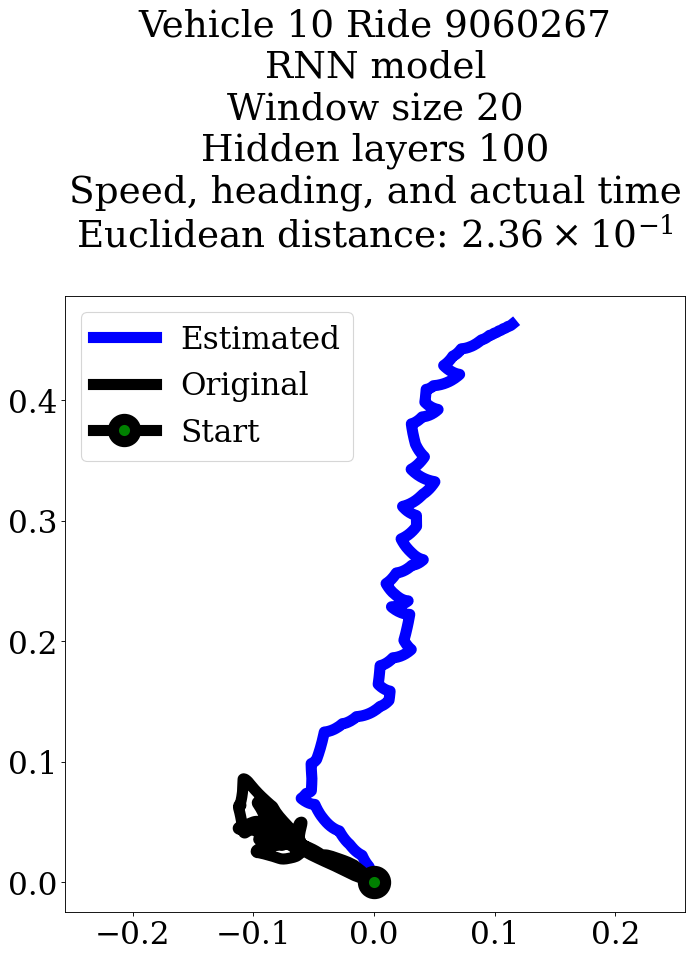 Vehicle 10 Ride 9060267
RNN model
Window size 20
Hidden layers 100
Speed, heading, and actual time
Euclidean distance: 2.36 × 10⁻¹
Estimated
Original
Start
0.4
0.3
0.2
0.1
0.0
−0.2 −0.1 0.0 0.1 0.2